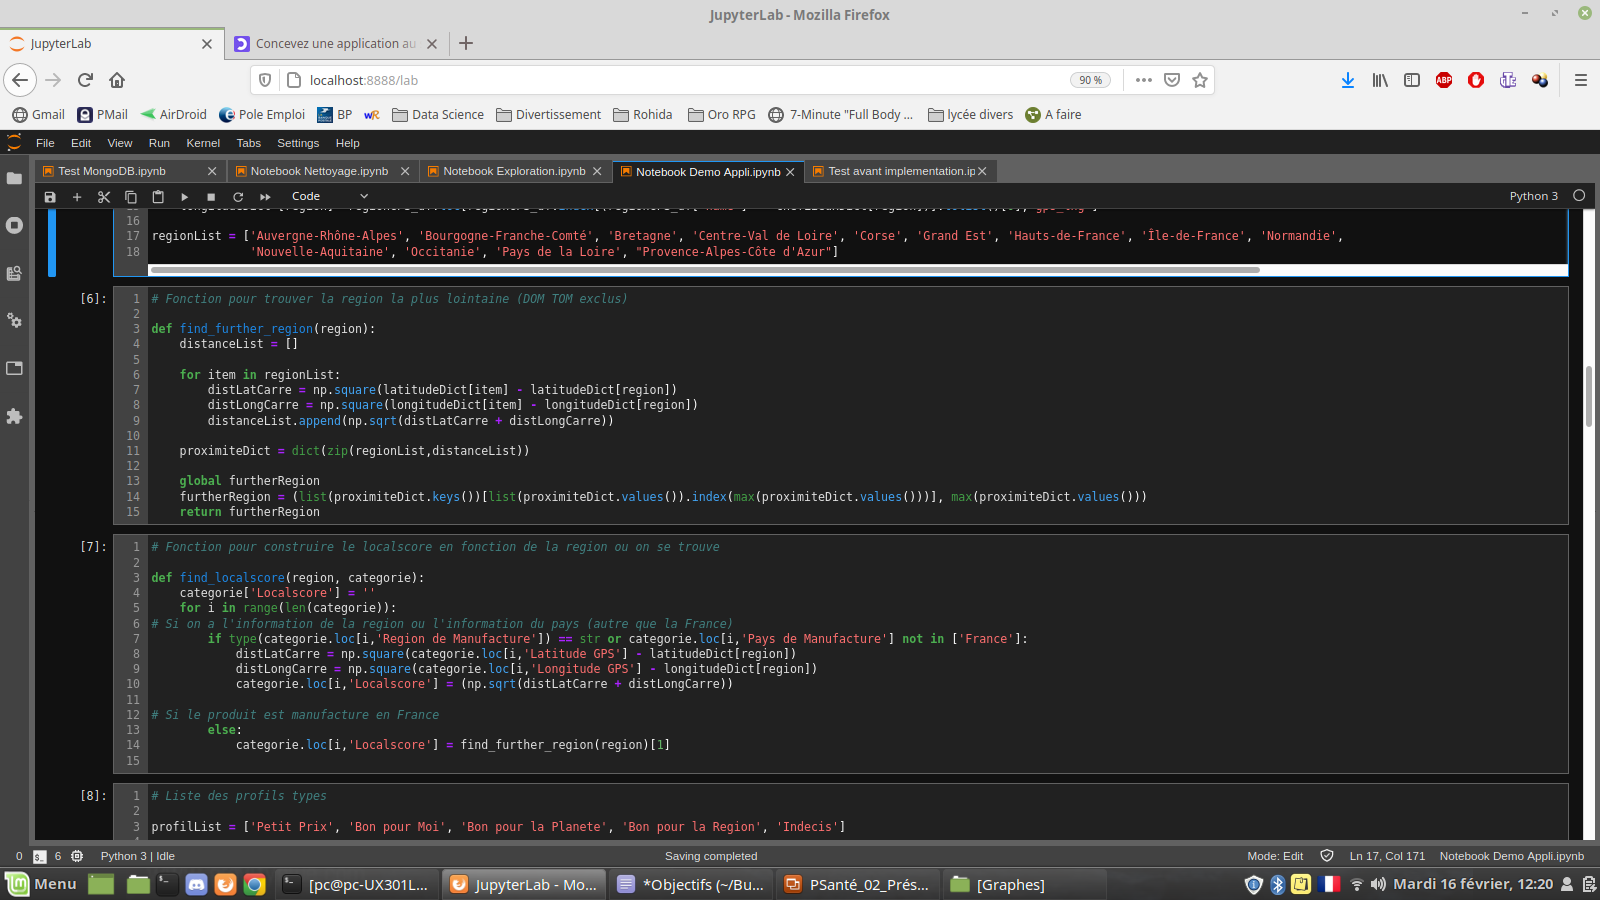 JupyterLab - Mozilla Firefox
JupyterLab
Concevez une application au
localhost:8888/lab
90 %
Gmail
PMail
AirDroid
Pole Emploi
BP
wR
Data Science
Divertissement
Rohida
Oro RPG
7-Minute "Full Body ...
lycée divers
A faire
File Edit View Run Kernel Tabs Settings Help
Test MongoDB.ipynb
Notebook Nettoyage.ipynb
Notebook Exploration.ipynb
Notebook Demo Appli.ipynb
Test avant implementation.ip
Code
Python 3
16
17 regionList = ['Auvergne-Rhône-Alpes', 'Bourgogne-Franche-Comté', 'Bretagne', 'Centre-Val de Loire', 'Corse', 'Grand Est', 'Hauts-de-France', 'Île-de-France', 'Normandie',
18 'Nouvelle-Aquitaine', 'Occitanie', 'Pays de la Loire', "Provence-Alpes-Côte d'Azur"]
[6]:
1 # Fonction pour trouver la region la plus lointaine (DOM TOM exclus)
2
3 def find_further_region(region):
4 distanceList = []
5
6 for item in regionList:
7 distLatCarre = np.square(latitudeDict[item] - latitudeDict[region])
8 distLongCarre = np.square(longitudeDict[item] - longitudeDict[region])
9 distanceList.append(np.sqrt(distLatCarre + distLongCarre))
10
11 proximiteDict = dict(zip(regionList,distanceList))
12
13 global furtherRegion
14 furtherRegion = (list(proximiteDict.keys())[list(proximiteDict.values()).index(max(proximiteDict.values()))], max(proximiteDict.values()))
15 return furtherRegion
[7]:
1 # Fonction pour construire le localscore en fonction de la region ou on se trouve
2
3 def find_localscore(region, categorie):
4 categorie['Localscore'] = ''
5 for i in range(len(categorie)):
6 # Si on a l'information de la region ou l'information du pays (autre que la France)
7 if type(categorie.loc[i,'Region de Manufacture']) == str or categorie.loc[i,'Pays de Manufacture'] not in ['France']:
8 distLatCarre = np.square(categorie.loc[i,'Latitude GPS'] - latitudeDict[region])
9 distLongCarre = np.square(categorie.loc[i,'Longitude GPS'] - longitudeDict[region])
10 categorie.loc[i,'Localscore'] = (np.sqrt(distLatCarre + distLongCarre))
11
12 # Si le produit est manufacture en France
13 else:
14 categorie.loc[i,'Localscore'] = find_further_region(region)[1]
15
[8]:
1 # Liste des profils types
2
3 profilList = ['Petit Prix', 'Bon pour Moi', 'Bon pour la Planete', 'Bon pour la Region', 'Indecis']
0 6 Python 3 | Idle
Saving completed
Mode: Edit Ln 17, Col 171 Notebook Demo Appli.ipynb
Menu
[pc@pc-UX301L...
JupyterLab - Mo...
*Objectifs (~/Bu...
PSanté_02_Prés...
[Graphes]
Mardi 16 février, 12:20